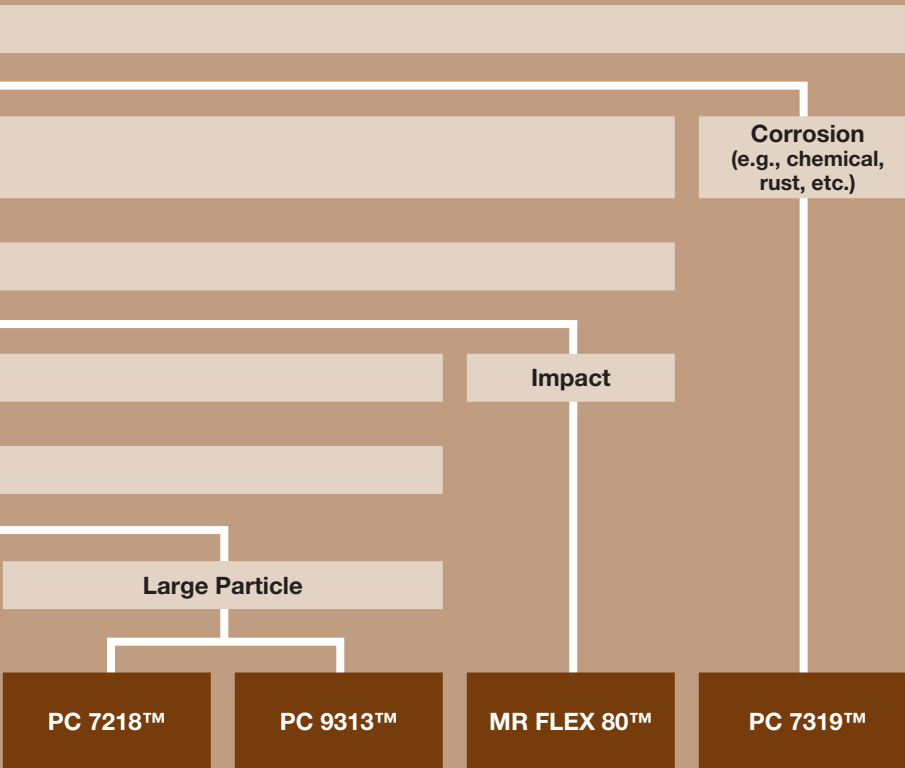 Corrosion
(e.g., chemical,
rust, etc.)
Impact
Large Particle
PC 7218™
PC 9313™
MR FLEX 80™
PC 7319™